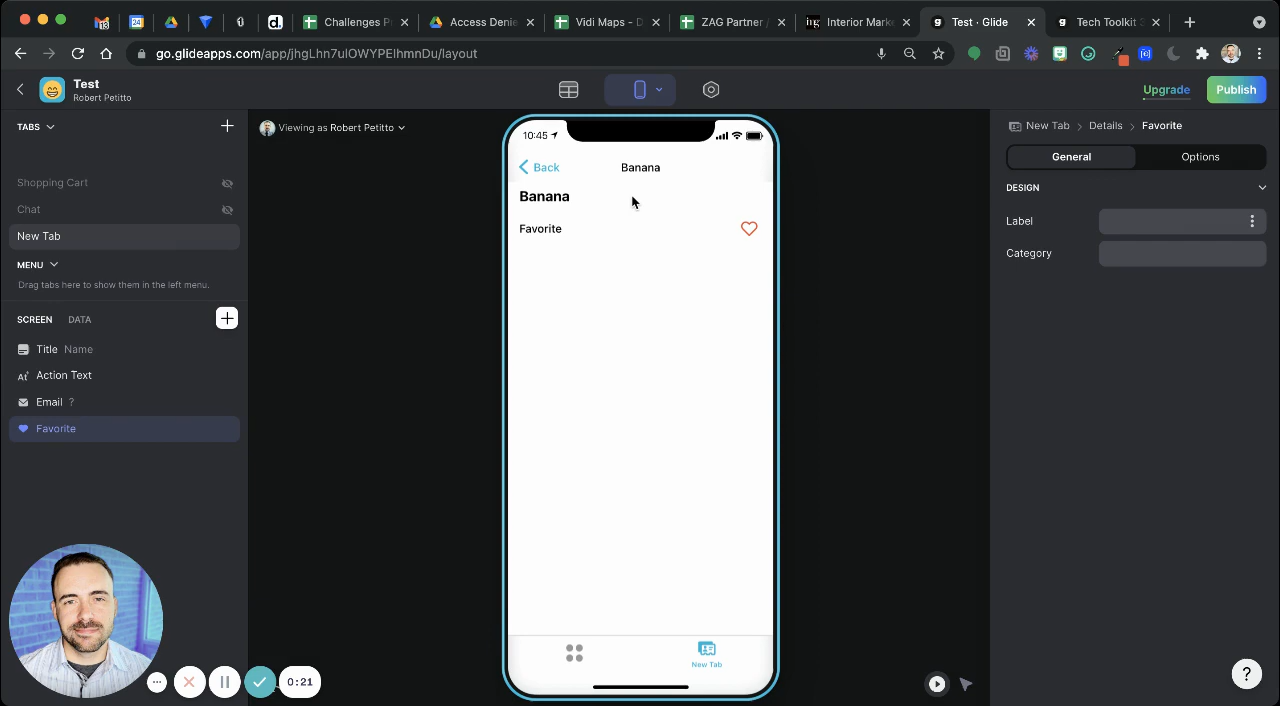 13
24
Challenges P
Access Denie
Vidi Maps - D
ZAG Partner /
ing
Interior Marke
Test · Glide
Tech Toolkit 3
go.glideapps.com/app/jhgLhn7ulOWYPElhmnDu/layout
Test
Robert Petitto
Upgrade
Publish
TABS
Shopping Cart
Chat
New Tab
MENU
Drag tabs here to show them in the left menu.
SCREEN DATA
Title Name
Action Text
Email ?
Favorite
0:21
Viewing as Robert Petitto
10:45
Back Banana
Banana
Favorite
New Tab
New Tab > Details > Favorite
General Options
DESIGN
Label
Category
?